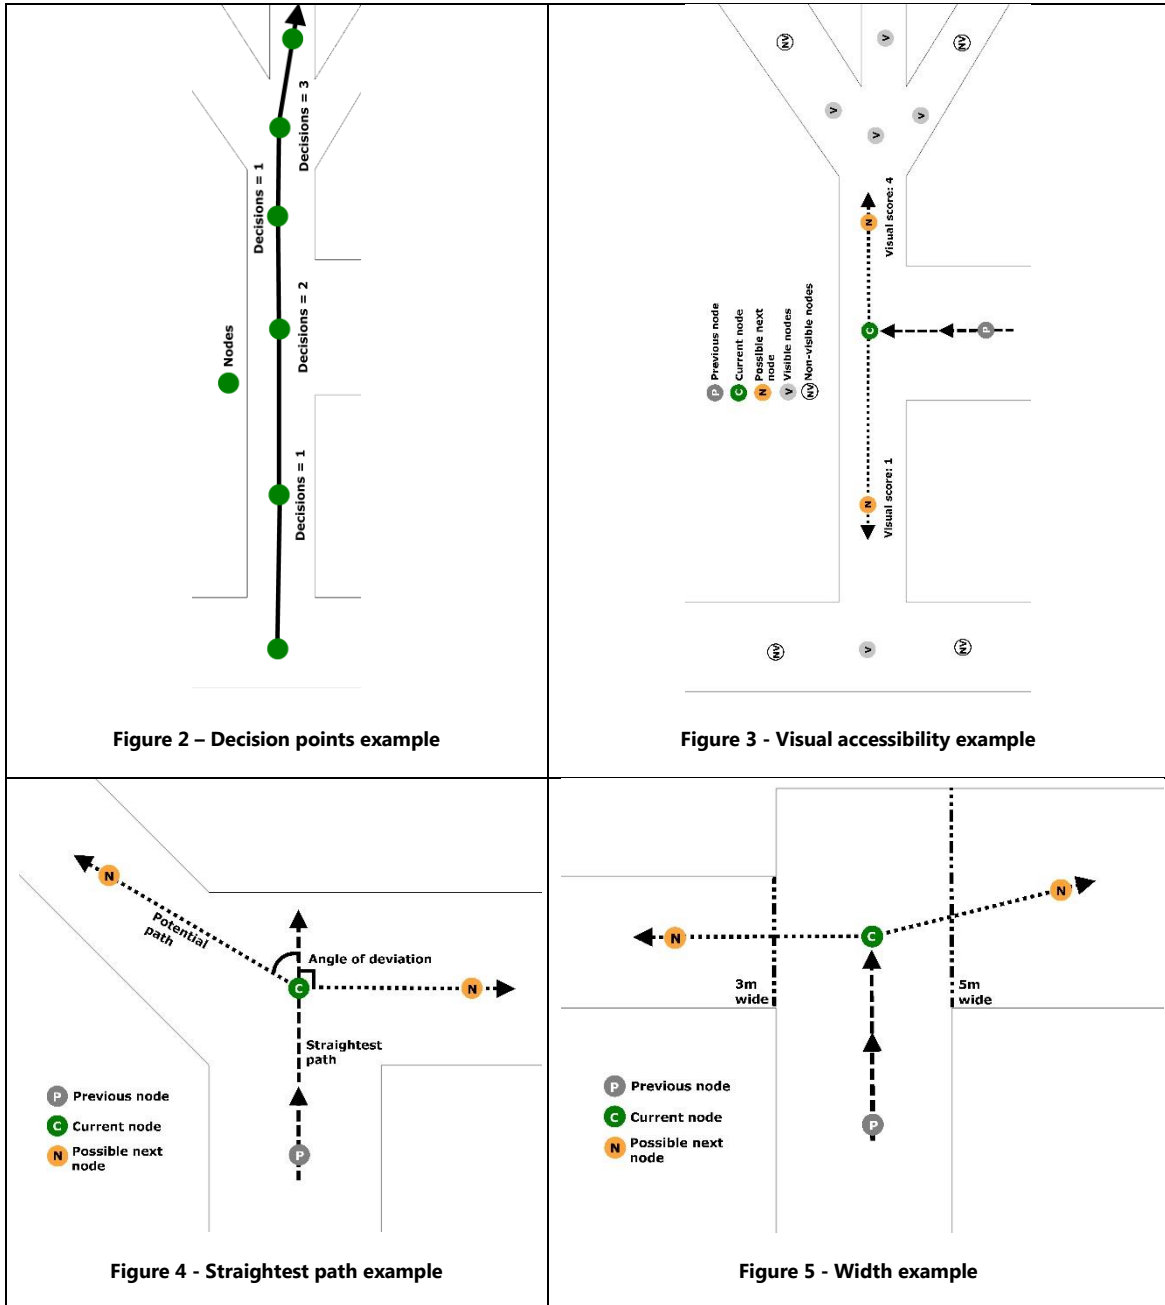 Decisions = 3
Decisions = 1
Decisions = 2
Nodes
Decisions = 1
Figure 2 – Decision points example
NV
V
NV
V
V
V
Visual score: 4
N
C
P
P Previous node
C Current node
N Possible next
node
V Visible nodes
NV Non-visible nodes
N
Visual score: 1
NV
V
NV
Figure 3 - Visual accessibility example
N
Potential
path
Angle of deviation
C
N
Straightest
path
P
P Previous node
C Current node
N Possible next
node
Figure 4 - Straightest path example
N
N
C
3m
wide
5m
wide
P
P Previous node
C Current node
N Possible next
node
Figure 5 - Width example